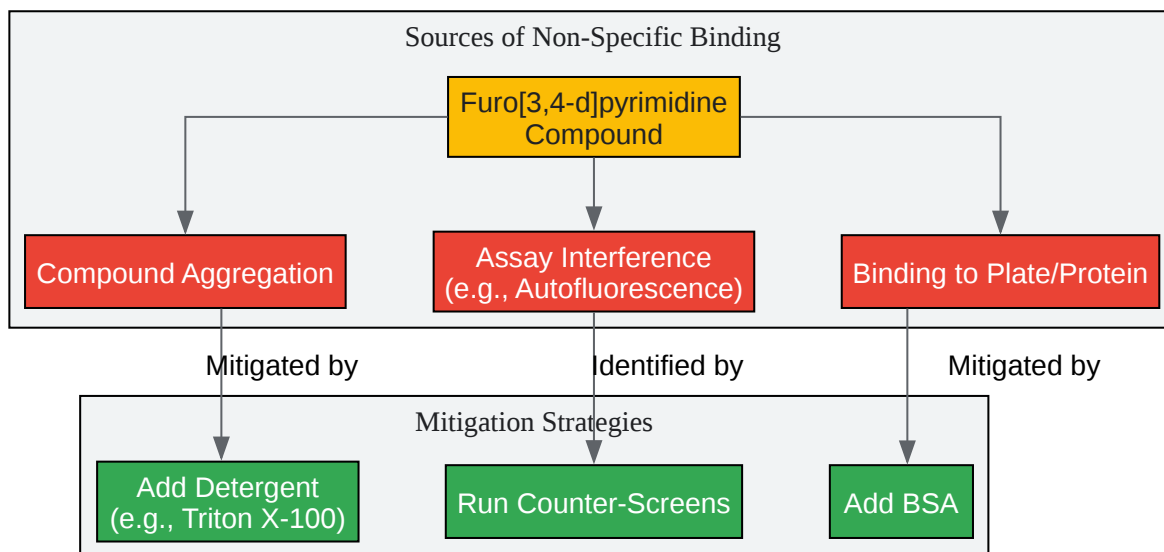 Sources of Non-Specific Binding
Furo[3,4-d]pyrimidine
Compound
Compound Aggregation
Assay Interference
(e.g., Autofluorescence)
Binding to Plate/Protein
Mitigated by
Identified by
Mitigated by
Mitigation Strategies
Add Detergent
(e.g., Triton X-100)
Run Counter-Screens
Add BSA